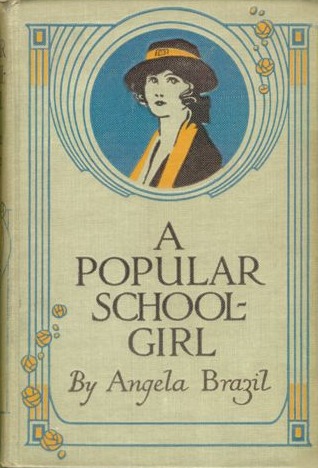 A
POPULAR
SCHOOL-
GIRL
By Angela Brazil